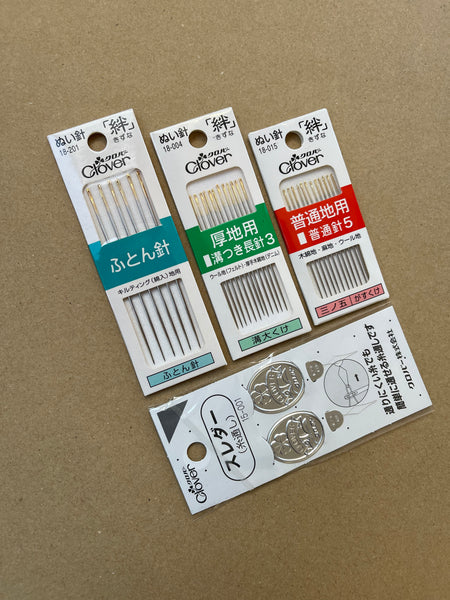 ぬい針
18-201
「絆」
きずな
クロバー
Clover
ふとん針
キルティング(綿入)地用
ふとん針
ぬい針
18-004
「絆」
きずな
クロバー
Clover
厚地用
溝つき長針3
ウール地(フェルト)・厚手木綿地(デニム)
溝大くけ
ぬい針
18-015
「絆」
きずな
クロバー
Clover
普通地用
普通針5
木綿地・麻地・ウール地
三ノ五
かすくけ
クロバー
Clover
スレダー
(糸通し)
15-001
通りにくい糸でも
簡単に通せる糸通しです
クロバー株式会社